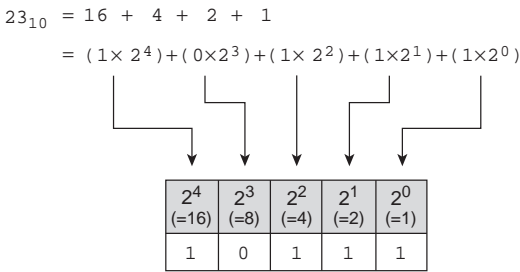 23₁₀ = 16 + 4 + 2 + 1
= (1× 2⁴)+(0×2³)+(1× 2²)+(1×2¹)+(1×2⁰)
2⁴ 2³ 2² 2¹ 2⁰
(=16) (=8) (=4) (=2) (=1)
1 0 1 1 1